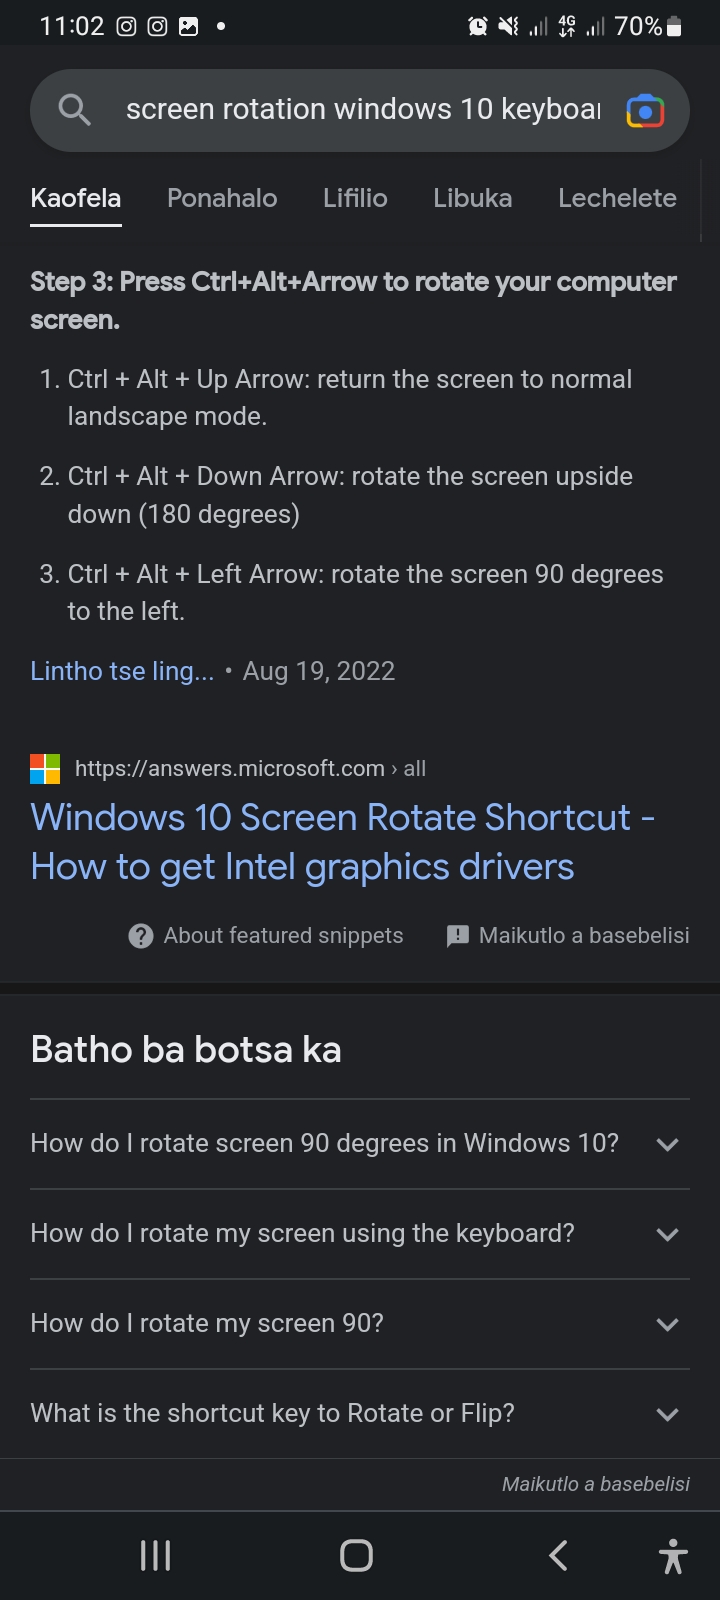 11:02
4G
70%
screen rotation windows 10 keyboar
Kaofela Ponahalo Lifilio Libuka Lechelete
Step 3: Press Ctrl+Alt+Arrow to rotate your computer
screen.
1. Ctrl + Alt + Up Arrow: return the screen to normal
landscape mode.
2. Ctrl + Alt + Down Arrow: rotate the screen upside
down (180 degrees)
3. Ctrl + Alt + Left Arrow: rotate the screen 90 degrees
to the left.
Lintho tse ling... • Aug 19, 2022
https://answers.microsoft.com › all
Windows 10 Screen Rotate Shortcut -
How to get Intel graphics drivers
About featured snippets
Maikutlo a basebelisi
Batho ba botsa ka
How do I rotate screen 90 degrees in Windows 10?
How do I rotate my screen using the keyboard?
How do I rotate my screen 90?
What is the shortcut key to Rotate or Flip?
Maikutlo a basebelisi